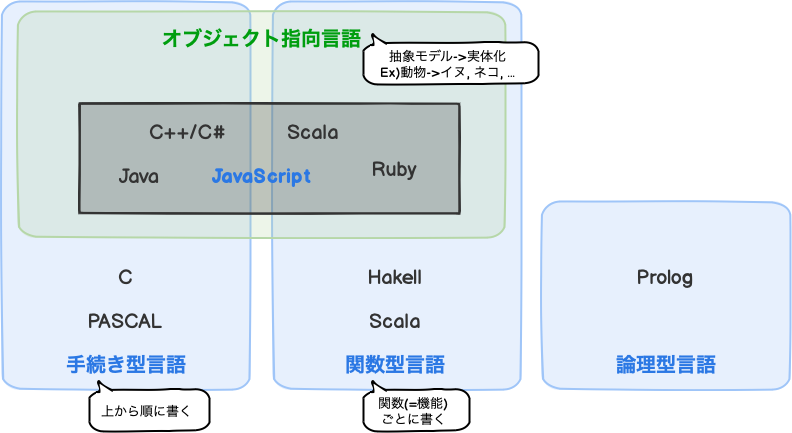 オブジェクト指向言語
抽象モデル->実体化
Ex)動物->イヌ, ネコ, ...
C++/C#
Scala
Java
JavaScript
Ruby
C
Hakell
Prolog
PASCAL
Scala
手続き型言語
関数型言語
論理型言語
上から順に書く
関数(=機能)
ごとに書く